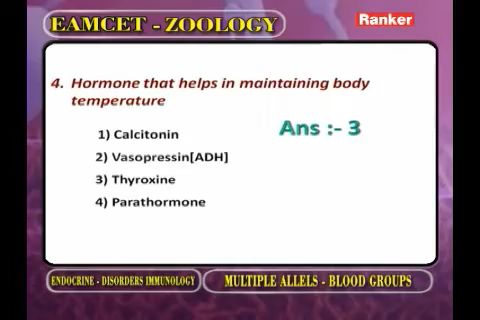 EAMCET - ZOOLOGY
Ranker
4. Hormone that helps in maintaining body
temperature
Ans :- 3
1) Calcitonin
2) Vasopressin[ADH]
3) Thyroxine
4) Parathormone
ENDOCRINE - DISORDERS IMMUNOLOGY
MULTIPLE ALLELS - BLOOD GROUPS